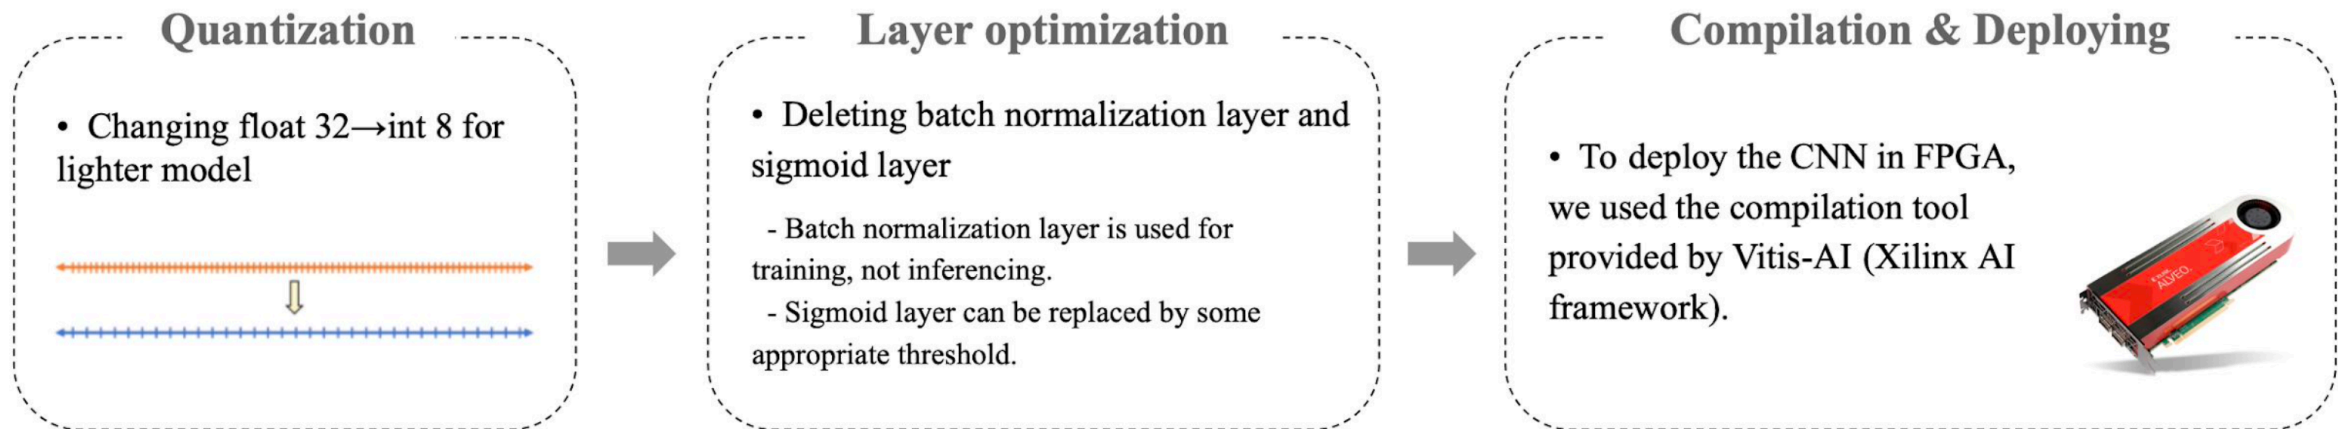 Quantization
• Changing float 32→int 8 for
lighter model
Layer optimization
• Deleting batch normalization layer and
sigmoid layer
- Batch normalization layer is used for
training, not inferencing.
- Sigmoid layer can be replaced by some
appropriate threshold.
Compilation & Deploying
• To deploy the CNN in FPGA,
we used the compilation tool
provided by Vitis-AI (Xilinx AI
framework).
ALVEO